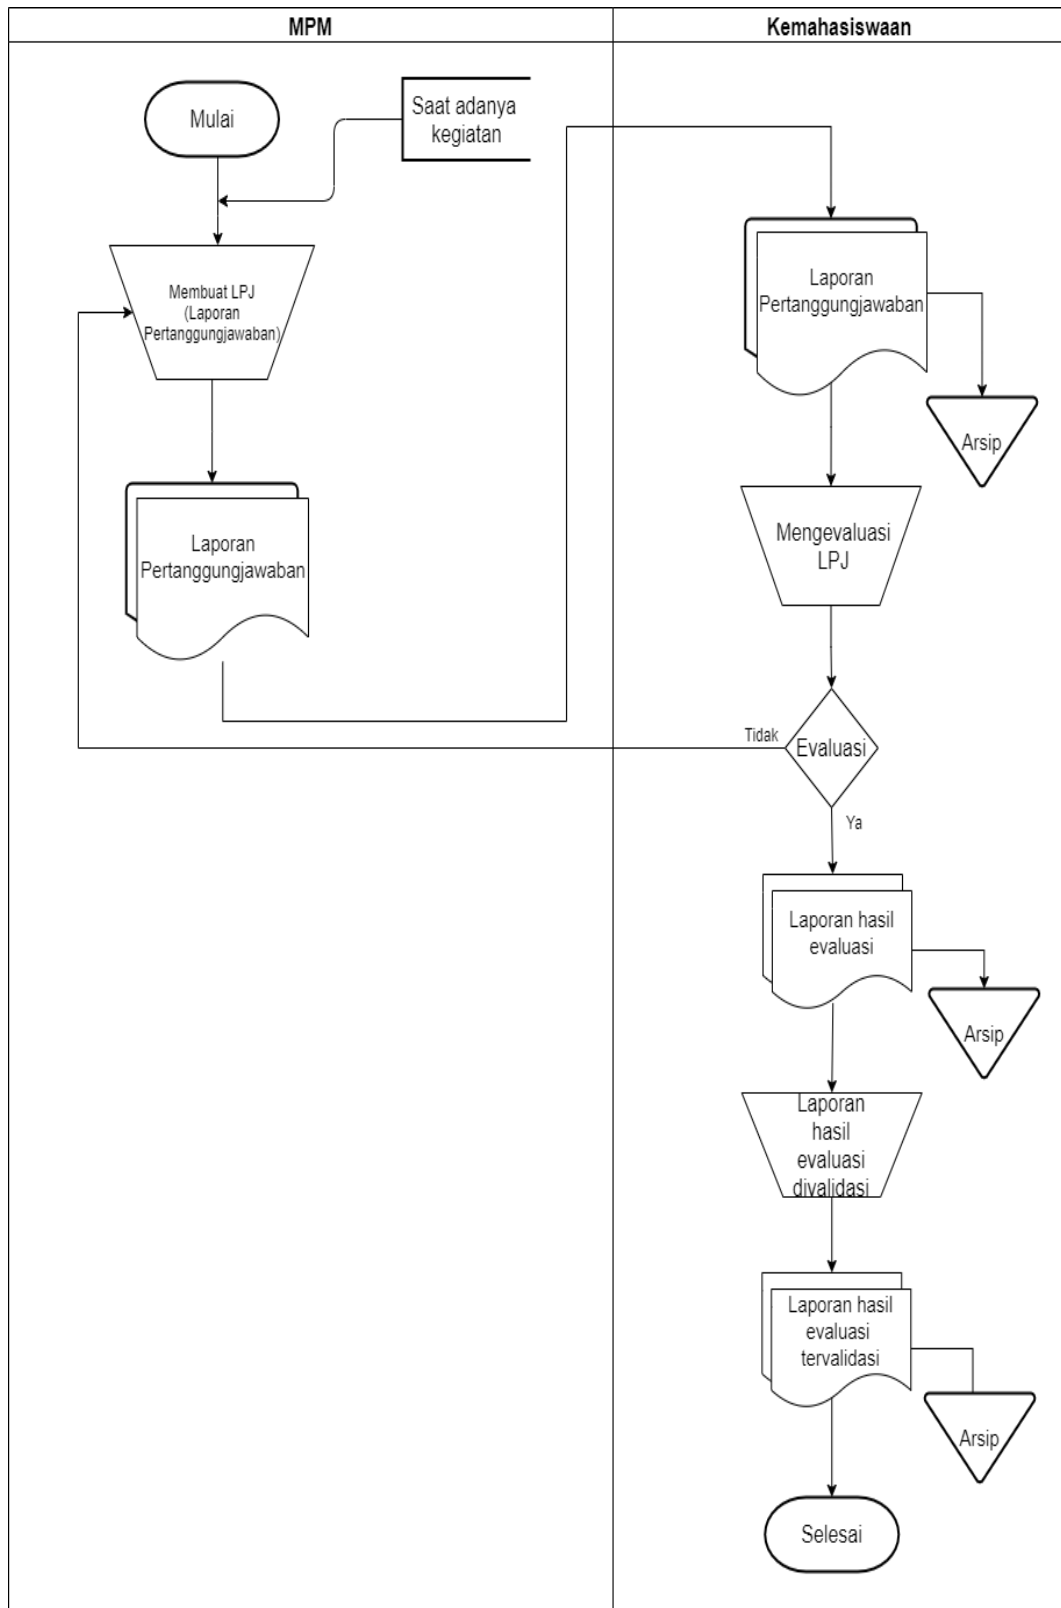 MPM
Kemahasiswaan
Mulai
Saat adanya
kegiatan
Membuat LPJ
(Laporan
Pertanggungjawaban)
Laporan
Pertanggungjawaban
Laporan
Pertanggungjawaban
Arsip
Mengevaluasi
LPJ
Tidak
Evaluasi
Ya
Laporan hasil
evaluasi
Arsip
Laporan
hasil
evaluasi
divalidasi
Laporan hasil
evaluasi
tervalidasi
Arsip
Selesai